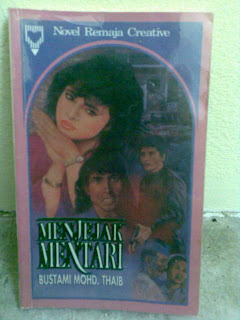 Novel Remaja Creative
MENJEJAK
MENTARI
BUSTAMI MOHD. THAIB